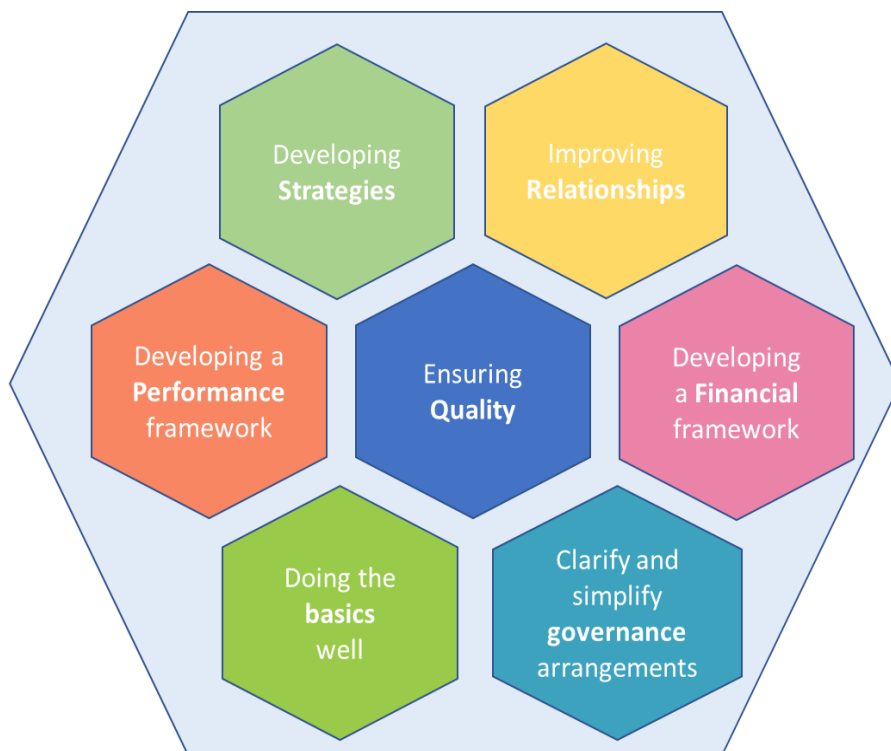 Developing
Strategies
Improving
Relationships
Developing a
Performance
framework
Ensuring
Quality
Developing
a Financial
framework
Doing the
basics
well
Clarify and
simplify
governance
arrangements